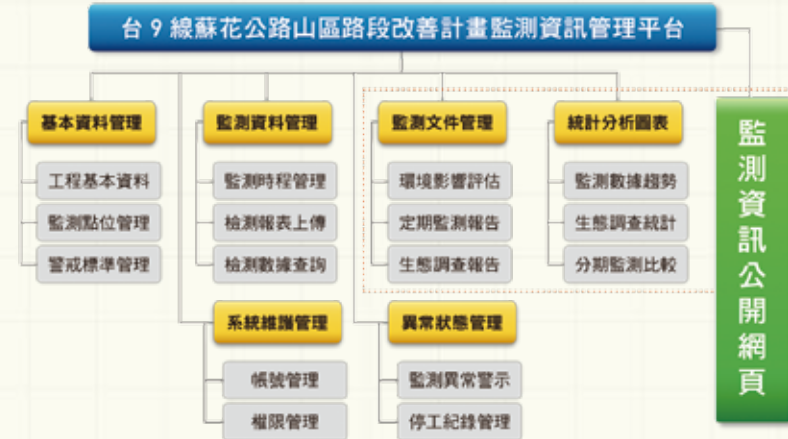 台9線蘇花公路山區路段改善計畫監測資訊管理平台
基本資料管理
工程基本資料
監測點位管理
警戒標準管理
監測資料管理
監測時程管理
檢測報表上傳
檢測數據查詢
監測文件管理
環境影響評估
定期監測報告
生態調查報告
統計分析圖表
監測數據趨勢
生態調查統計
分期監測比較
系統維護管理
帳號管理
權限管理
異常狀態管理
監測異常警示
停工紀錄管理
監測資訊公開網頁